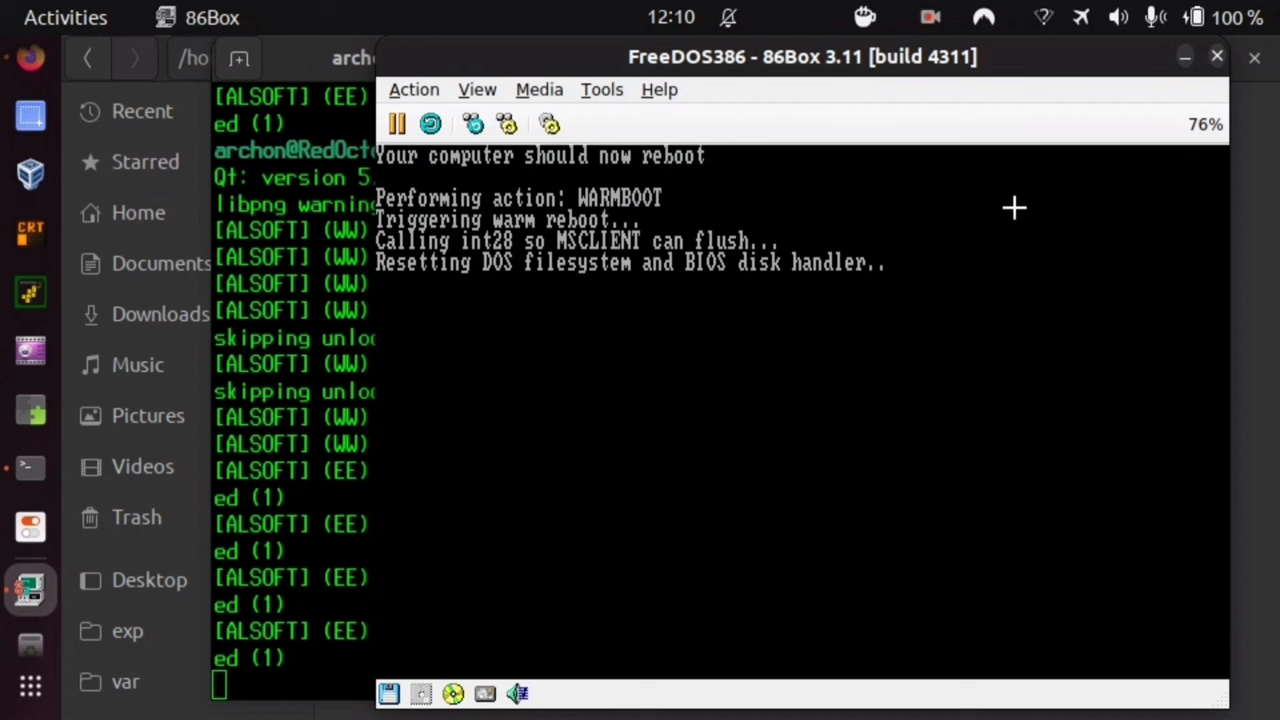 Activities 86Box 12:10 100 %
/ho archo
FreeDOS386 - 86Box 3.11 [build 4311]
Action View Media Tools Help
76%
Recent
Starred
Home
Documents
Downloads
Music
Pictures
Videos
Trash
Desktop
exp
var
CRT
[ALSOFT] (EE)
ed (1)
archon@RedOcto
Qt: version 5.
libpng warning
[ALSOFT] (WW)
[ALSOFT] (WW)
[ALSOFT] (WW)
[ALSOFT] (WW)
skipping unloc
[ALSOFT] (WW)
skipping unloc
[ALSOFT] (WW)
[ALSOFT] (WW)
[ALSOFT] (EE)
ed (1)
[ALSOFT] (EE)
ed (1)
[ALSOFT] (EE)
ed (1)
[ALSOFT] (EE)
ed (1)
Your computer should now reboot
Performing action: WARMBOOT
Triggering warm reboot...
Calling int28 so MSCLIENT can flush...
Resetting DOS filesystem and BIOS disk handler..